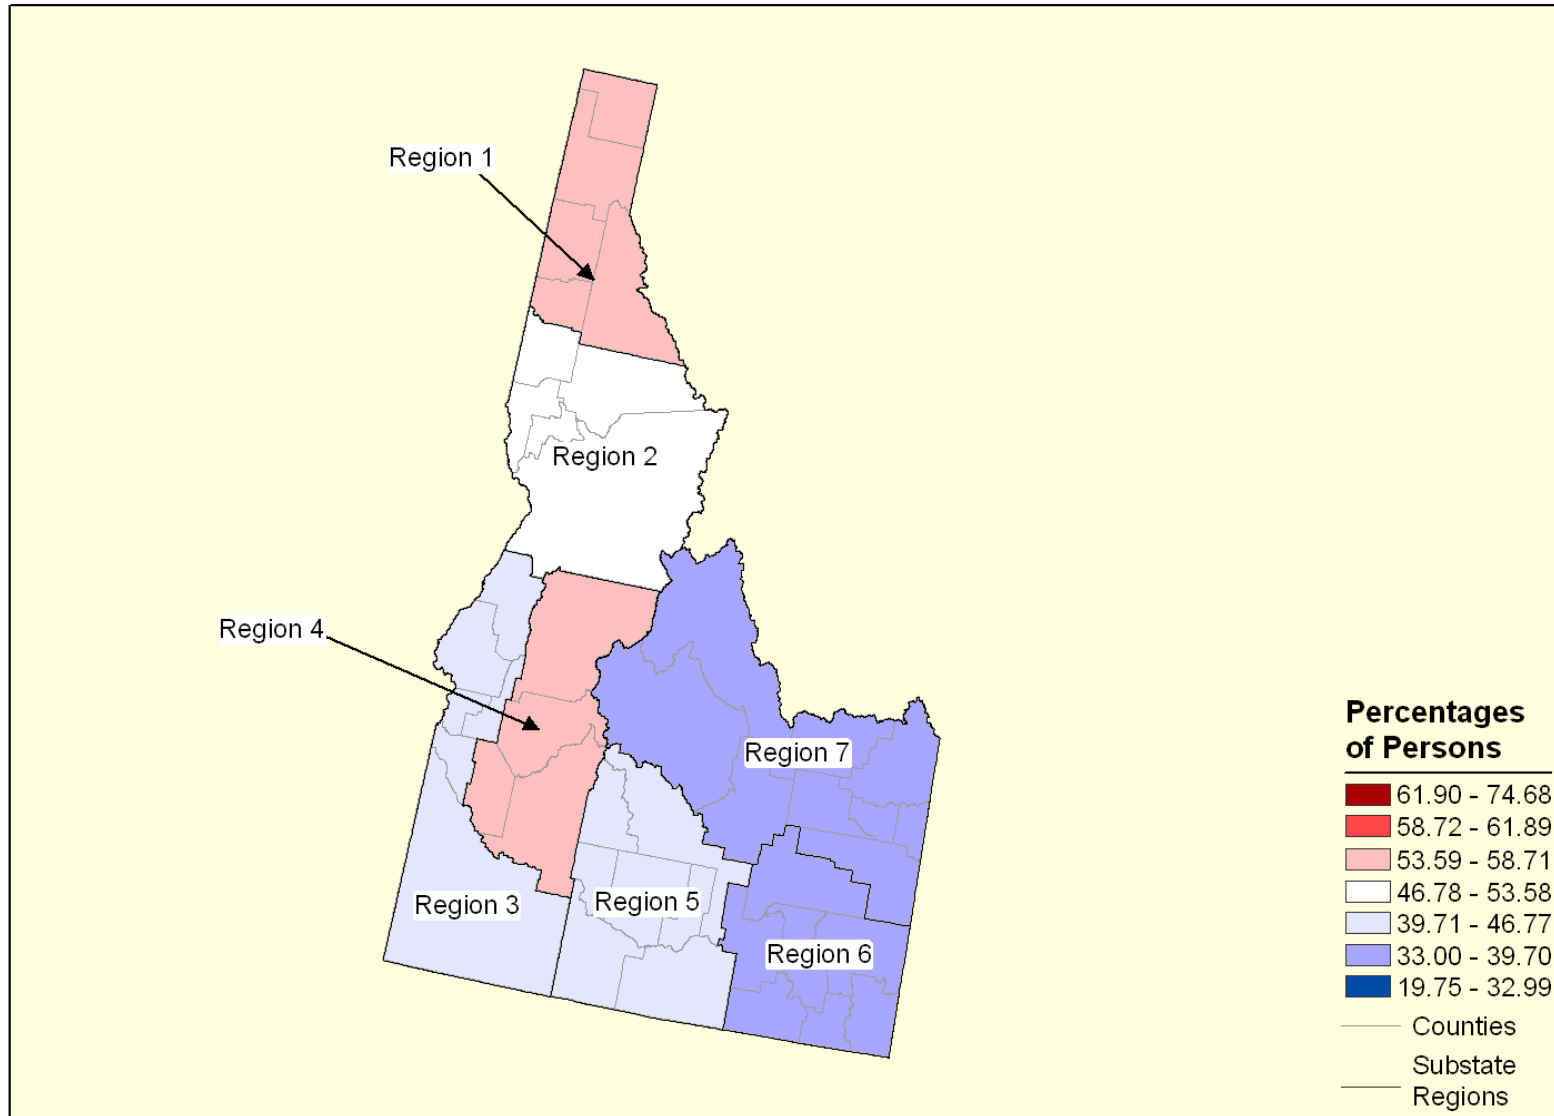 Region 1
Region 2
Region 4
Region 7
Region 3
Region 5
Region 6
Percentages
of Persons
61.90 - 74.68
58.72 - 61.89
53.59 - 58.71
46.78 - 53.58
39.71 - 46.77
33.00 - 39.70
19.75 - 32.99
Counties
Substate
Regions